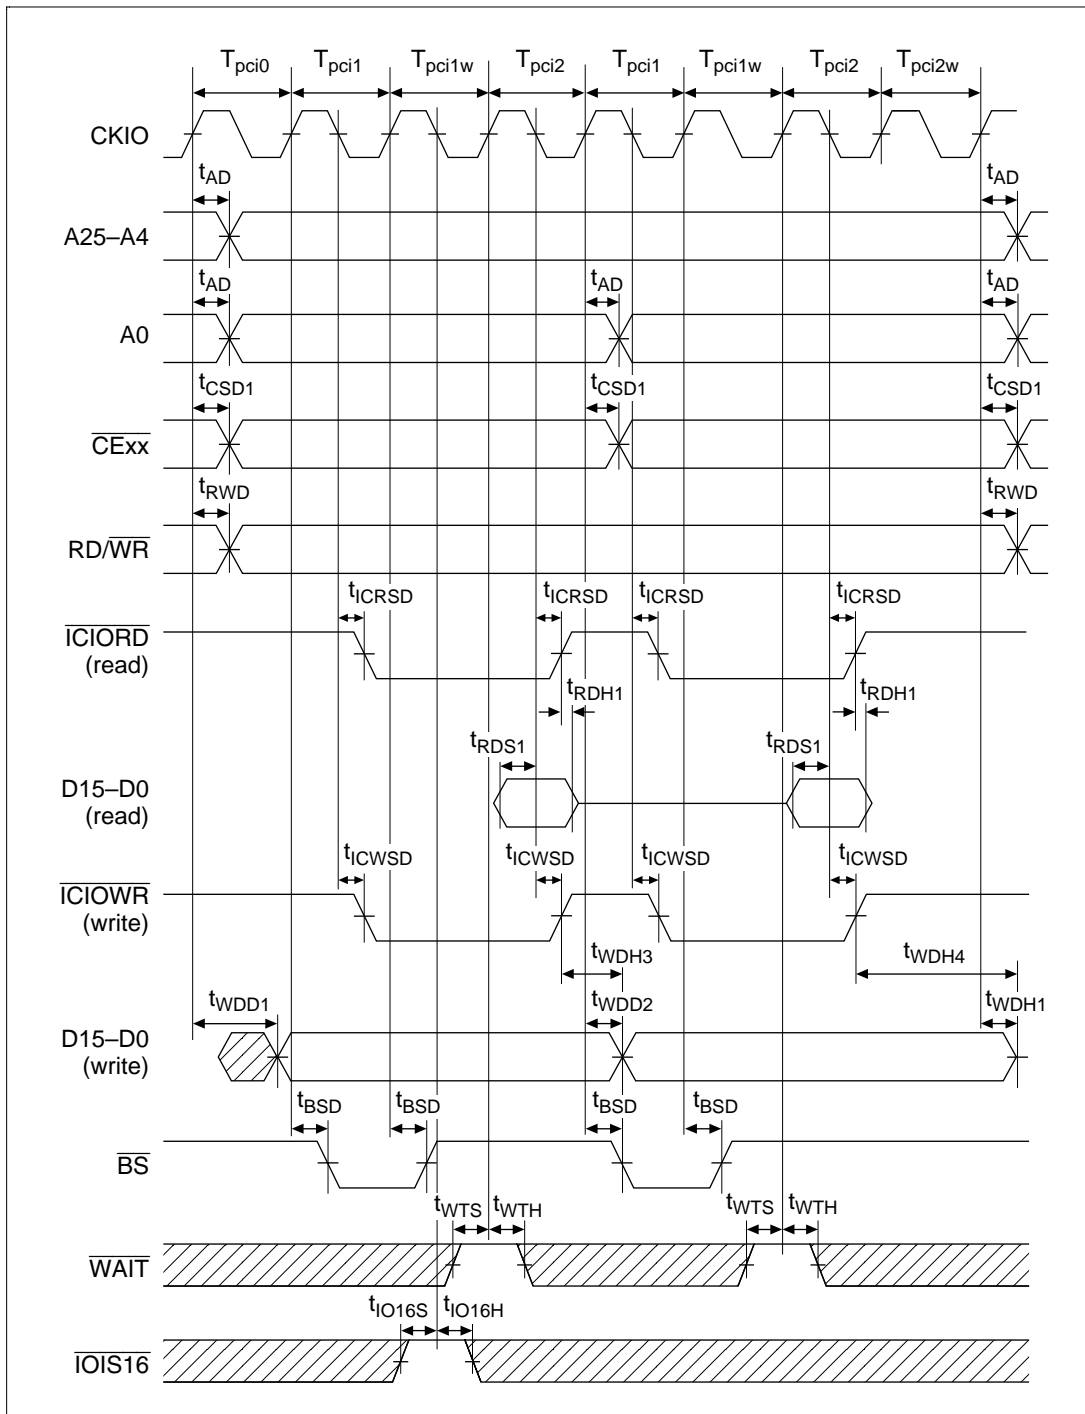 Tpci0 Tpci1 Tpci1w Tpci2 Tpci1 Tpci1w Tpci2 Tpci2w
CKIO
tAD tAD
A25–A4
tAD tAD tAD
A0
tCSD1 tCSD1 tCSD1
CExx
tRWD tRWD
RD/WR
tICRSD tICRSD tICRSD tICRSD
ICIORD
(read)
tRDH1 tRDH1
tRDS1 tRDS1
D15–D0
(read)
tICWSD tICWSD tICWSD tICWSD
ICIOWR
(write)
tWDH3 tWDH4
tWDD1 tWDD2 tWDH1
D15–D0
(write)
tBSD tBSD tBSD tBSD
BS
tWTS tWTH tWTS tWTH
WAIT
tIO16S tIO16H
IOIS16